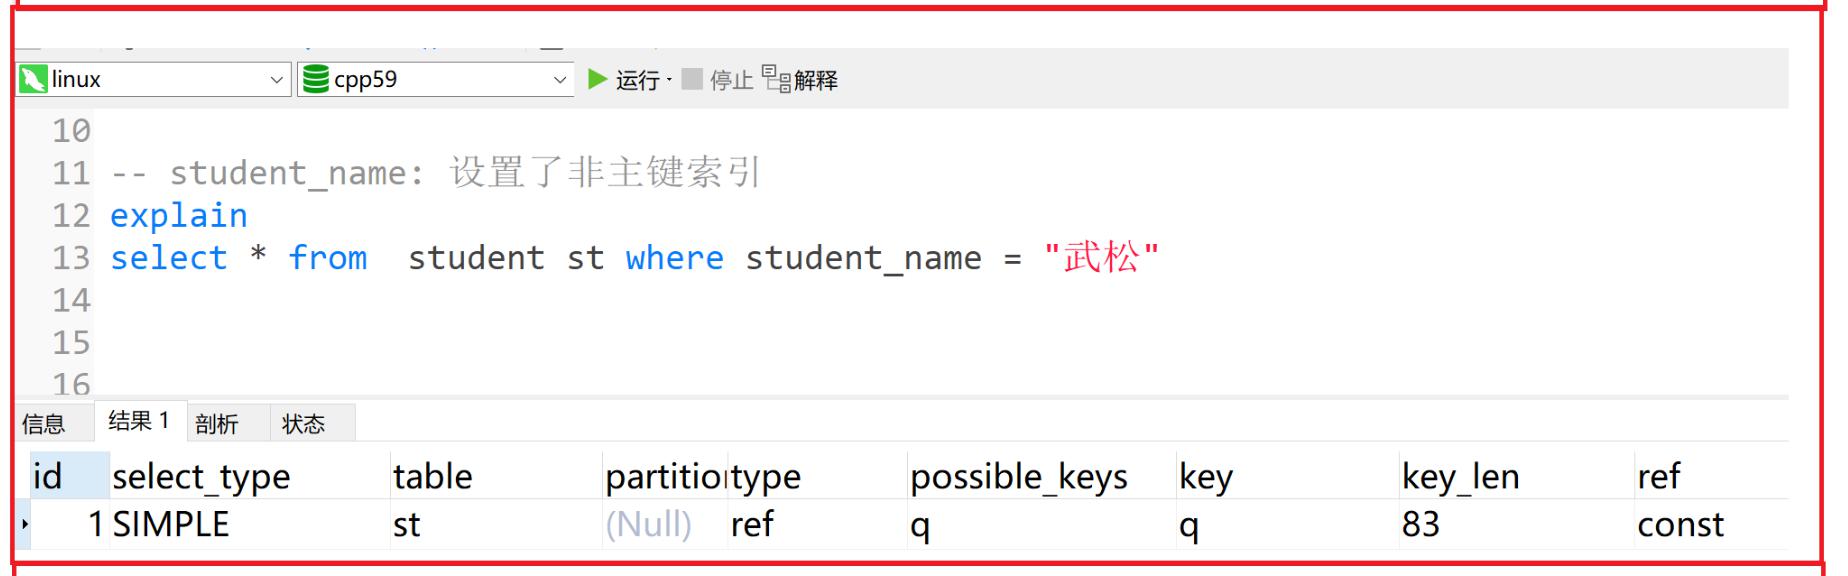 linux cpp59 运行 停止 解释
10
11 -- student_name: 设置了非主键索引
12 explain
13 select * from student st where student_name = "武松"
14
15
16
信息 结果 1 剖析 状态
id select_type table partition type possible_keys key key_len ref
1 SIMPLE st (Null) ref q q 83 const